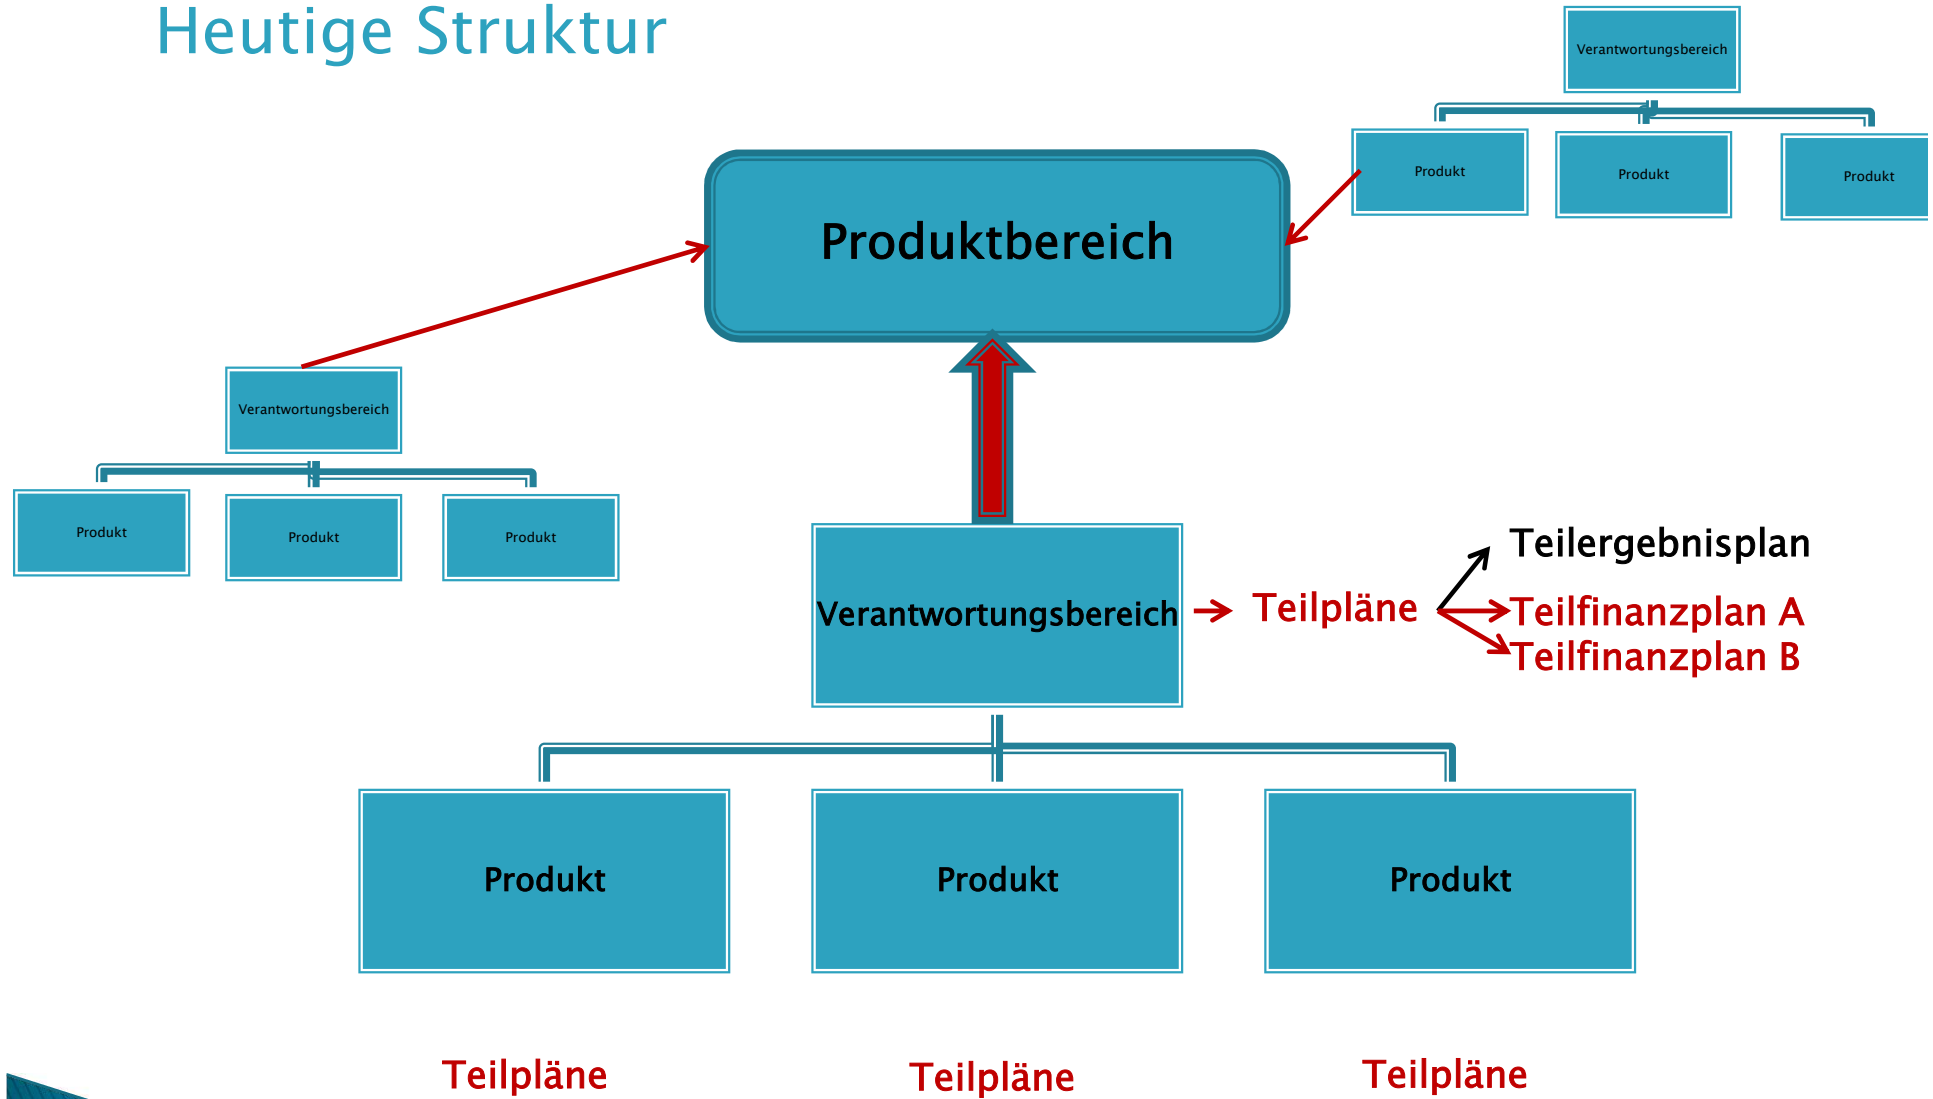 Heutige Struktur
Verantwortungsbereich
Produkt
Produkt
Produkt
Produktbereich
Verantwortungsbereich
Produkt
Produkt
Produkt
Verantwortungsbereich
Teilpläne
Teilergebnisplan
Teilfinanzplan A
Teilfinanzplan B
Produkt
Produkt
Produkt
Teilpläne
Teilpläne
Teilpläne